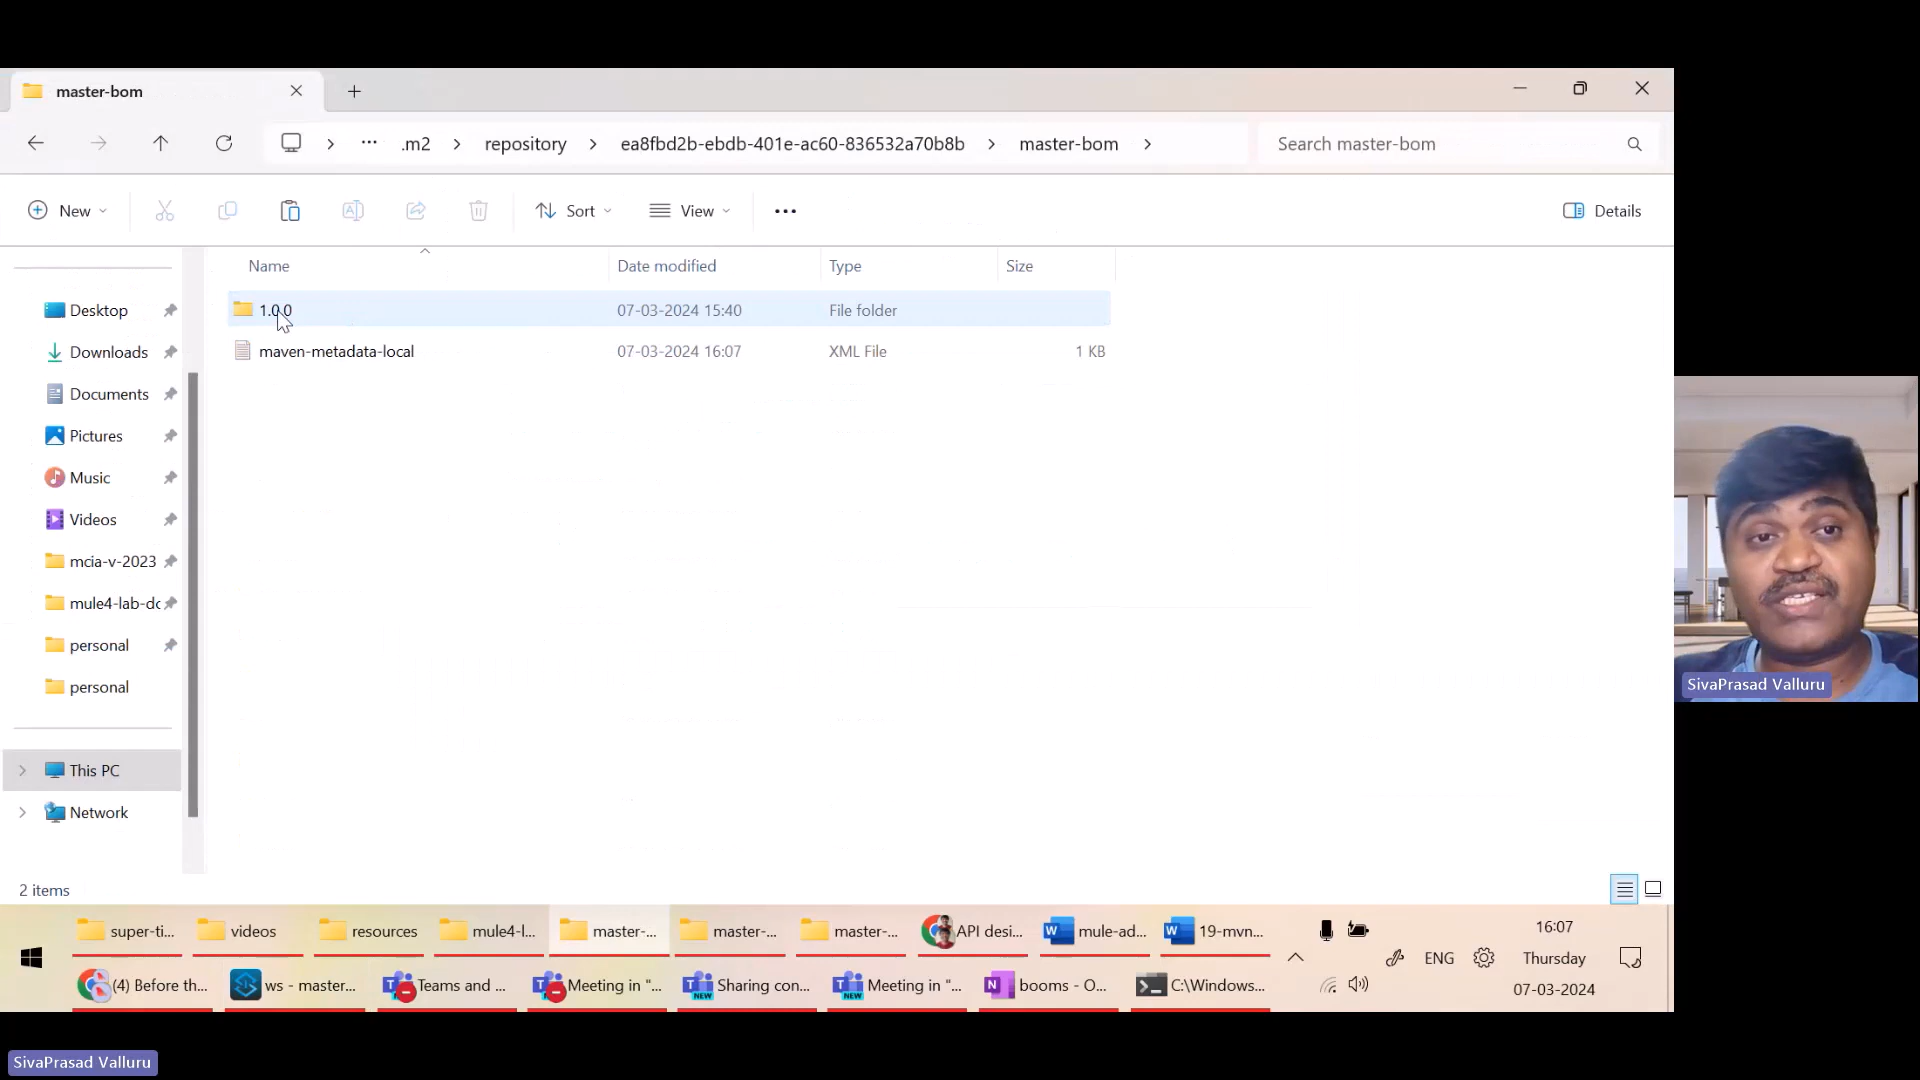 master-bom
.m2 repository ea8fbd2b-ebdb-401e-ac60-836532a70b8b master-bom
Search master-bom
New Sort View ••• Details
Name Date modified Type Size
1.0.0 07-03-2024 15:40 File folder
maven-metadata-local 07-03-2024 16:07 XML File 1 KB
Desktop
Downloads
Documents
Pictures
Music
Videos
mcia-v-2023
mule4-lab-dc
personal
personal
This PC
Network
2 items
super-ti... videos resources mule4-l... master-... master-... master-... API desi... mule-ad... 19-mvn...
(4) Before th... ws - master... Teams and ... Meeting in "... Sharing con... Meeting in "... booms - O... C:\Windows...
ENG
16:07
Thursday
07-03-2024
SivaPrasad Valluru
SivaPrasad Valluru